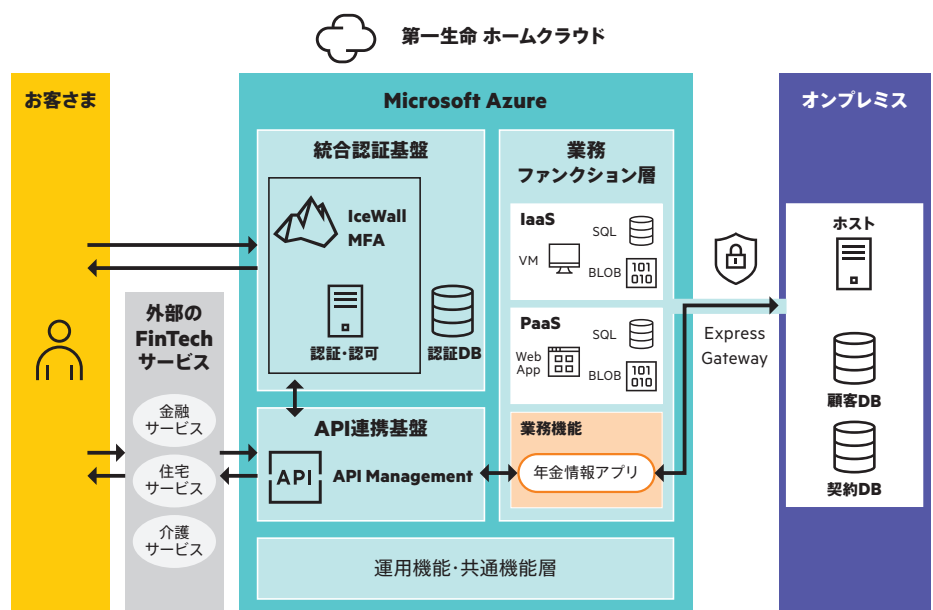 第一生命 ホームクラウド
お客さま
Microsoft Azure
オンプレミス
統合認証基盤
IceWall
MFA
認証・認可
認証DB
業務
ファンクション層
IaaS
SQL
VM
BLOB
101
010
PaaS
SQL
Web
App
BLOB
101
010
Express
Gateway
ホスト
顧客DB
契約DB
外部の
FinTech
サービス
金融
サービス
住宅
サービス
介護
サービス
API連携基盤
API
API Management
業務機能
年金情報アプリ
運用機能・共通機能層